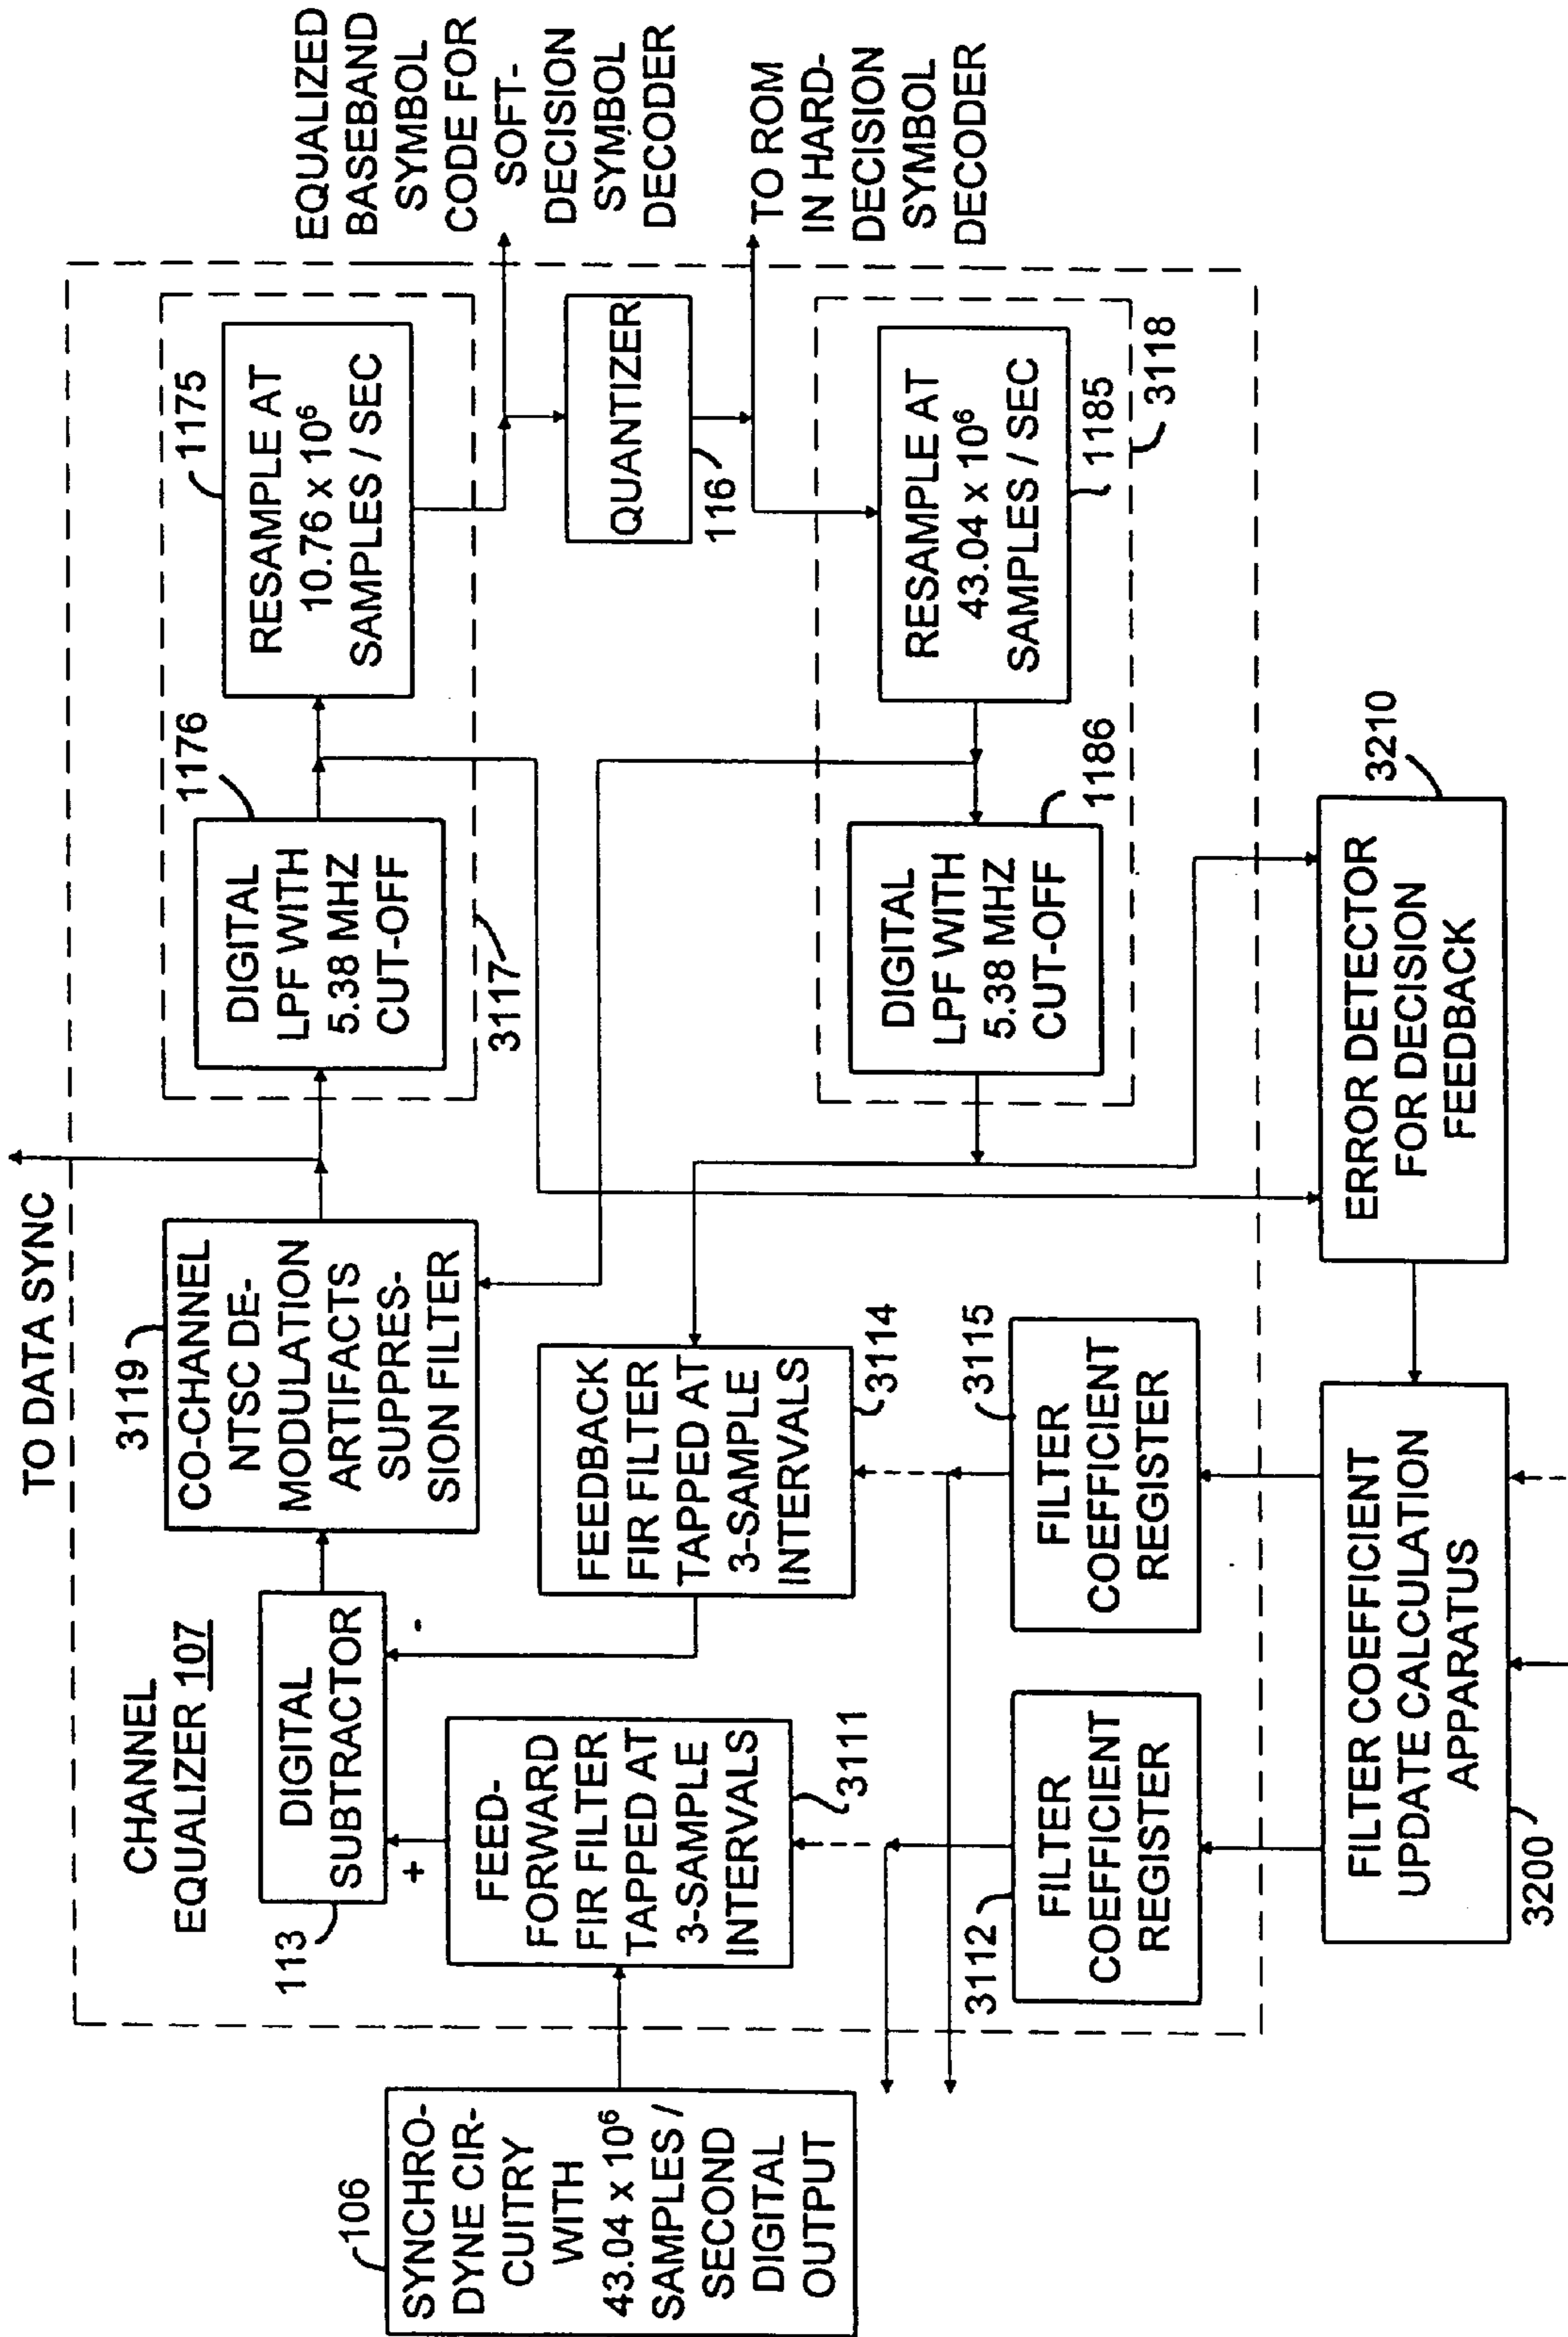 TO DATA SYNC
CHANNEL
EQUALIZER 107
113
DIGITAL
SUBTRACTOR
+
-
3119
CO-CHANNEL
NTSC DE-
MODULATION
ARTIFACTS
SUPPRES-
SION FILTER
1176
DIGITAL
LPF WITH
5.38 MHZ
CUT-OFF
3117
1175
RESAMPLE AT
10.76 x 10⁶
SAMPLES / SEC
EQUALIZED
BASEBAND
SYMBOL
CODE FOR
SOFT-
DECISION
SYMBOL
DECODER
QUANTIZER
116
TO ROM
IN HARD-
DECISION
SYMBOL
DECODER
106
SYNCHRO-
DYNE CIR-
CUITRY
WITH
43.04 x 10⁶
SAMPLES /
SECOND
DIGITAL
OUTPUT
FEED-
FORWARD
FIR FILTER
TAPPED AT
3-SAMPLE
INTERVALS
3111
FEEDBACK
FIR FILTER
TAPPED AT
3-SAMPLE
INTERVALS
3114
DIGITAL
LPF WITH
5.38 MHZ
CUT-OFF
1186
RESAMPLE AT
43.04 x 10⁶
SAMPLES / SEC
1185
3118
3112
FILTER
COEFFICIENT
REGISTER
3115
FILTER
COEFFICIENT
REGISTER
3200
FILTER COEFFICIENT
UPDATE CALCULATION
APPARATUS
3210
ERROR DETECTOR
FOR DECISION
FEEDBACK